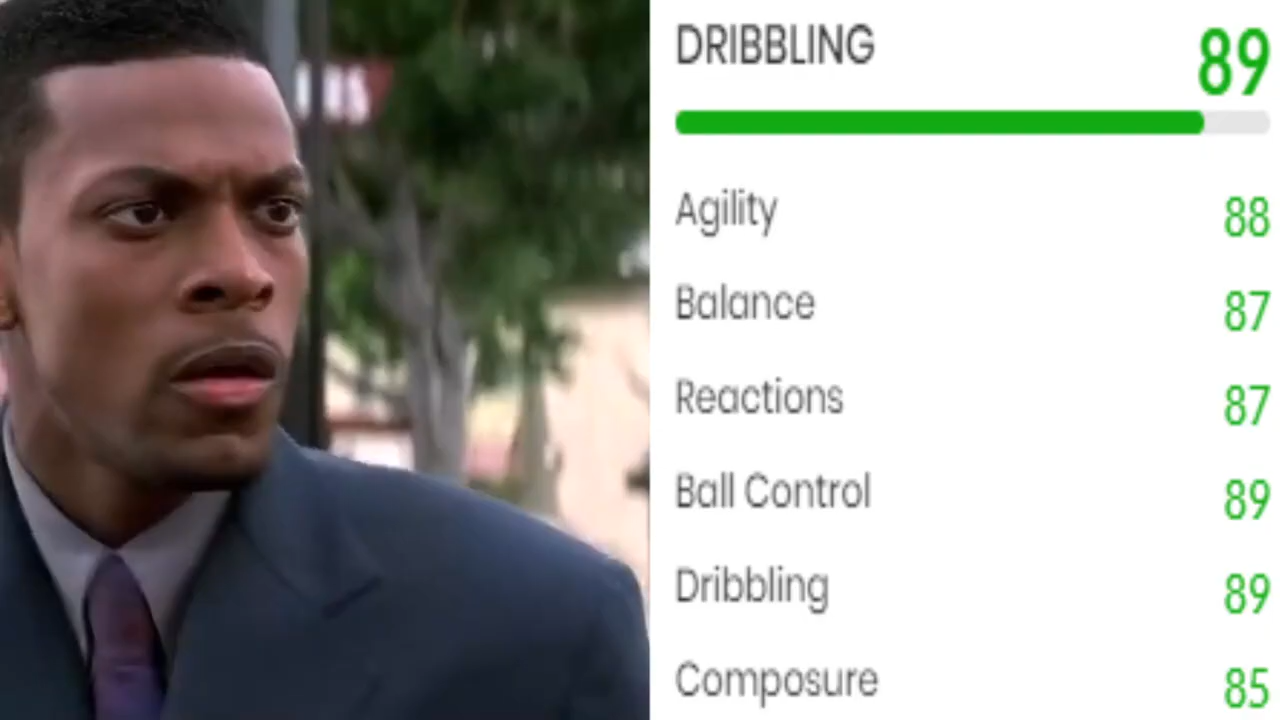 DRIBBLING 89
Agility 88
Balance 87
Reactions 87
Ball Control 89
Dribbling 89
Composure 85